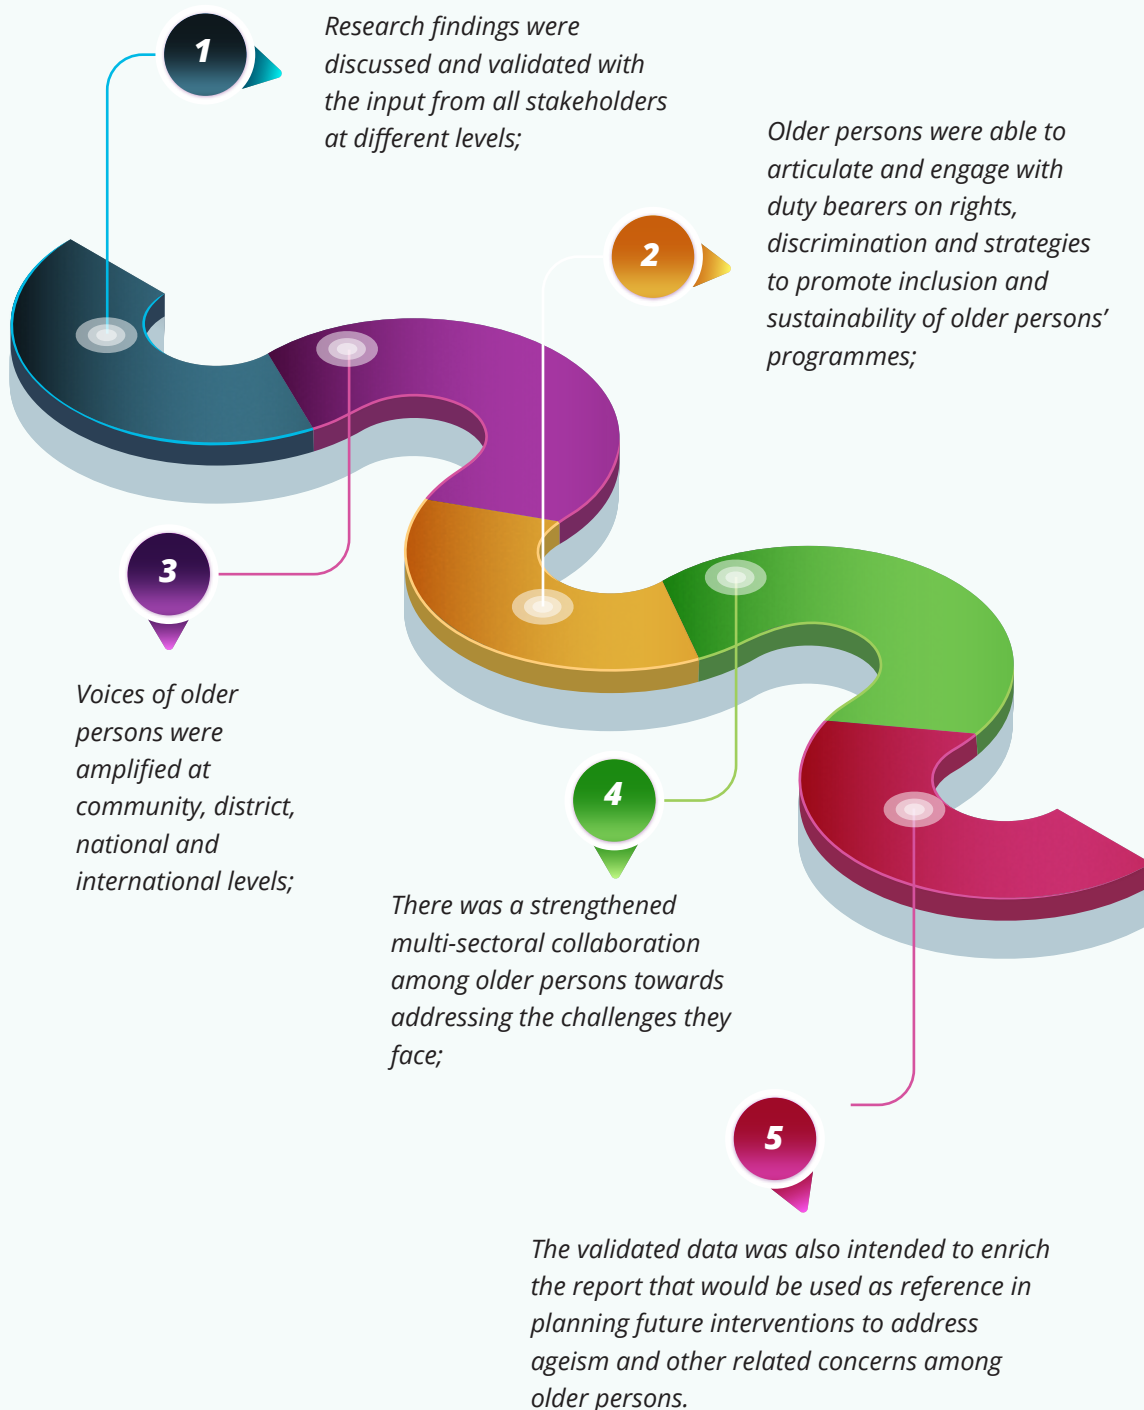 1
Research findings were
discussed and validated with
the input from all stakeholders
at different levels;
2
Older persons were able to
articulate and engage with
duty bearers on rights,
discrimination and strategies
to promote inclusion and
sustainability of older persons’
programmes;
3
Voices of older
persons were
amplified at
community, district,
national and
international levels;
4
There was a strengthened
multi-sectoral collaboration
among older persons towards
addressing the challenges they
face;
5
The validated data was also intended to enrich
the report that would be used as reference in
planning future interventions to address
ageism and other related concerns among
older persons.